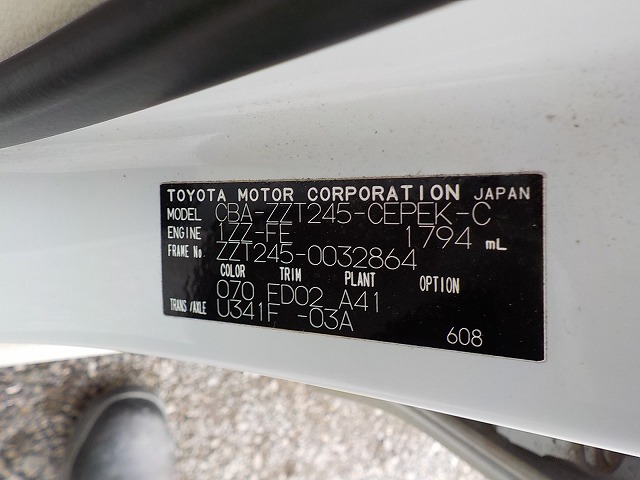 TOYOTA MOTOR CORPORATION JAPAN
MODEL CBA-ZZT245-CEPEK-C
ENGINE 1ZZ-FE 1794 mL
FRAME No. ZZT245-0032864
COLOR TRIM PLANT OPTION
070 FD02 A41
TRANS/AXLE U341F -03A
608